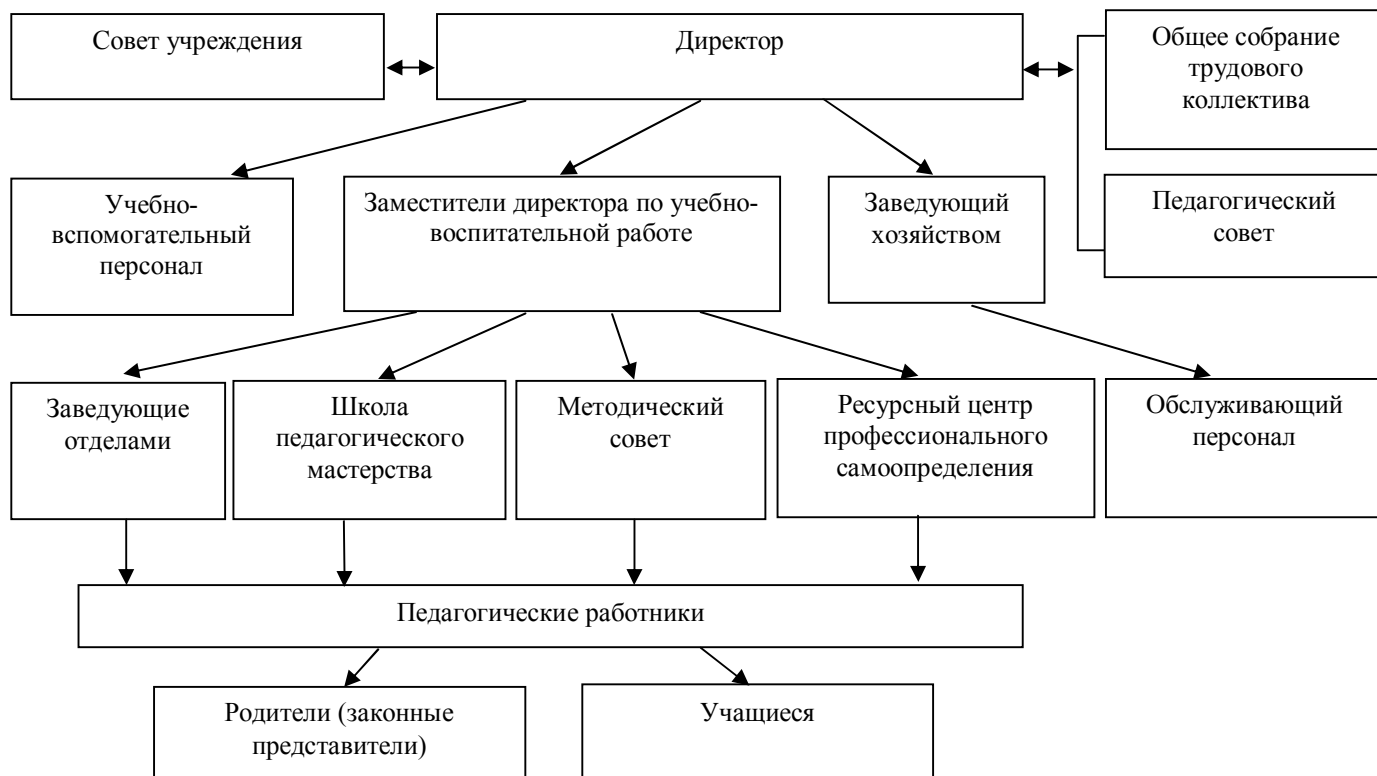 Совет учреждения
Директор
Общее собрание
трудового
коллектива
Учебно-
вспомогательный
персонал
Заместители директора по учебно-
воспитательной работе
Заведующий
хозяйством
Педагогический
совет
Заведующие
отделами
Школа
педагогического
мастерства
Методический
совет
Ресурсный центр
профессионального
самоопределения
Обслуживающий
персонал
Педагогические работники
Родители (законные
представители)
Учащиеся